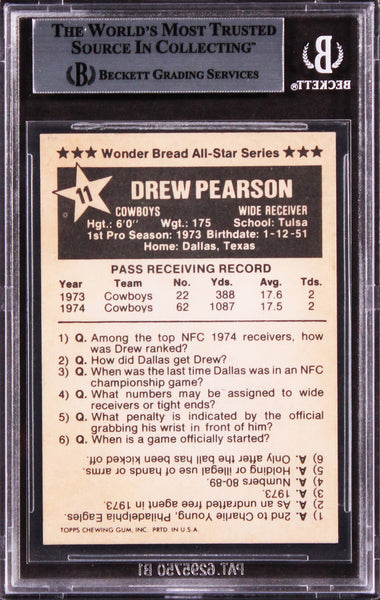 THE WORLD'S MOST TRUSTED
SOURCE IN COLLECTING™
BECKETT GRADING SERVICES
BECKETT
★★★ Wonder Bread All-Star Series ★★★
11
DREW PEARSON
COWBOYS WIDE RECEIVER
Hgt.: 6'0" Wgt.: 175 School: Tulsa
1st Pro Season: 1973 Birthdate: 1-12-51
Home: Dallas, Texas
PASS RECEIVING RECORD
Year Team No. Yds. Avg. Tds.
1973 Cowboys 22 388 17.6 2
1974 Cowboys 62 1087 17.5 2
1) Q. Among the top NFC 1974 receivers, how
was Drew ranked?
2) Q. How did Dallas get Drew?
3) Q. When was the last time Dallas was in an NFC
championship game?
4) Q. What numbers may be assigned to wide
receivers or tight ends?
5) Q. What penalty is indicated by the official
grabbing his wrist in front of him?
6) Q. When is a game officially started?
1) A. 2nd to Charlie Young, Philadelphia Eagles.
2) A. As an undrafted free agent in 1973.
3) A. 1973.
4) A. Numbers 80-89.
5) A. Holding or illegal use of hands or arms.
6) A. Only after the ball has been kicked off.
TOPPS CHEWING GUM, INC. PRTD. IN U.S.A.
PAT. 6295750 B1